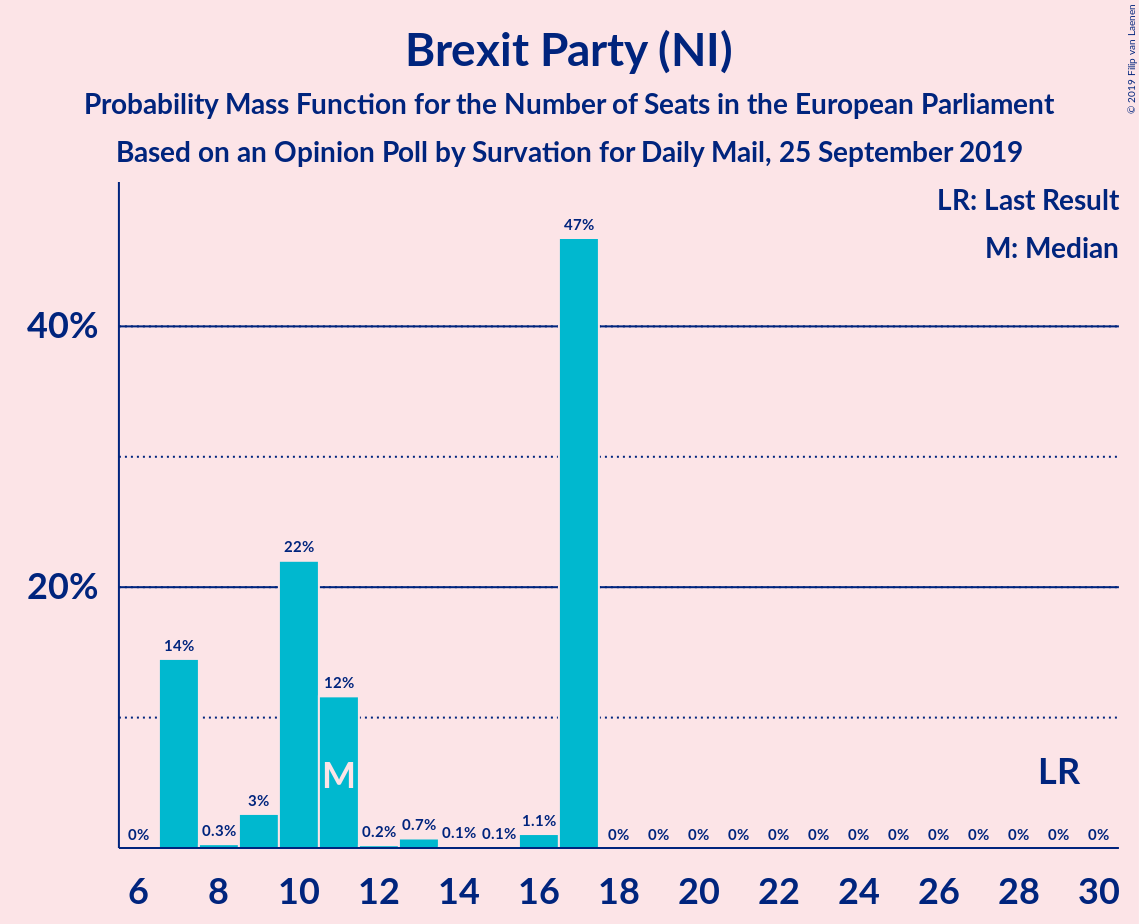 © 2019 Filip van Laenen
Brexit Party (NI)
Probability Mass Function for the Number of Seats in the European Parliament
Based on an Opinion Poll by Survation for Daily Mail, 25 September 2019
LR: Last Result
M: Median
40%
20%
0% 14% 0.3% 3% 22% 12% 0.2% 0.7% 0.1% 0.1% 1.1% 47% 0% 0% 0% 0% 0% 0% 0% 0% 0% 0% 0% 0% 0%
M
LR
6 8 10 12 14 16 18 20 22 24 26 28 30